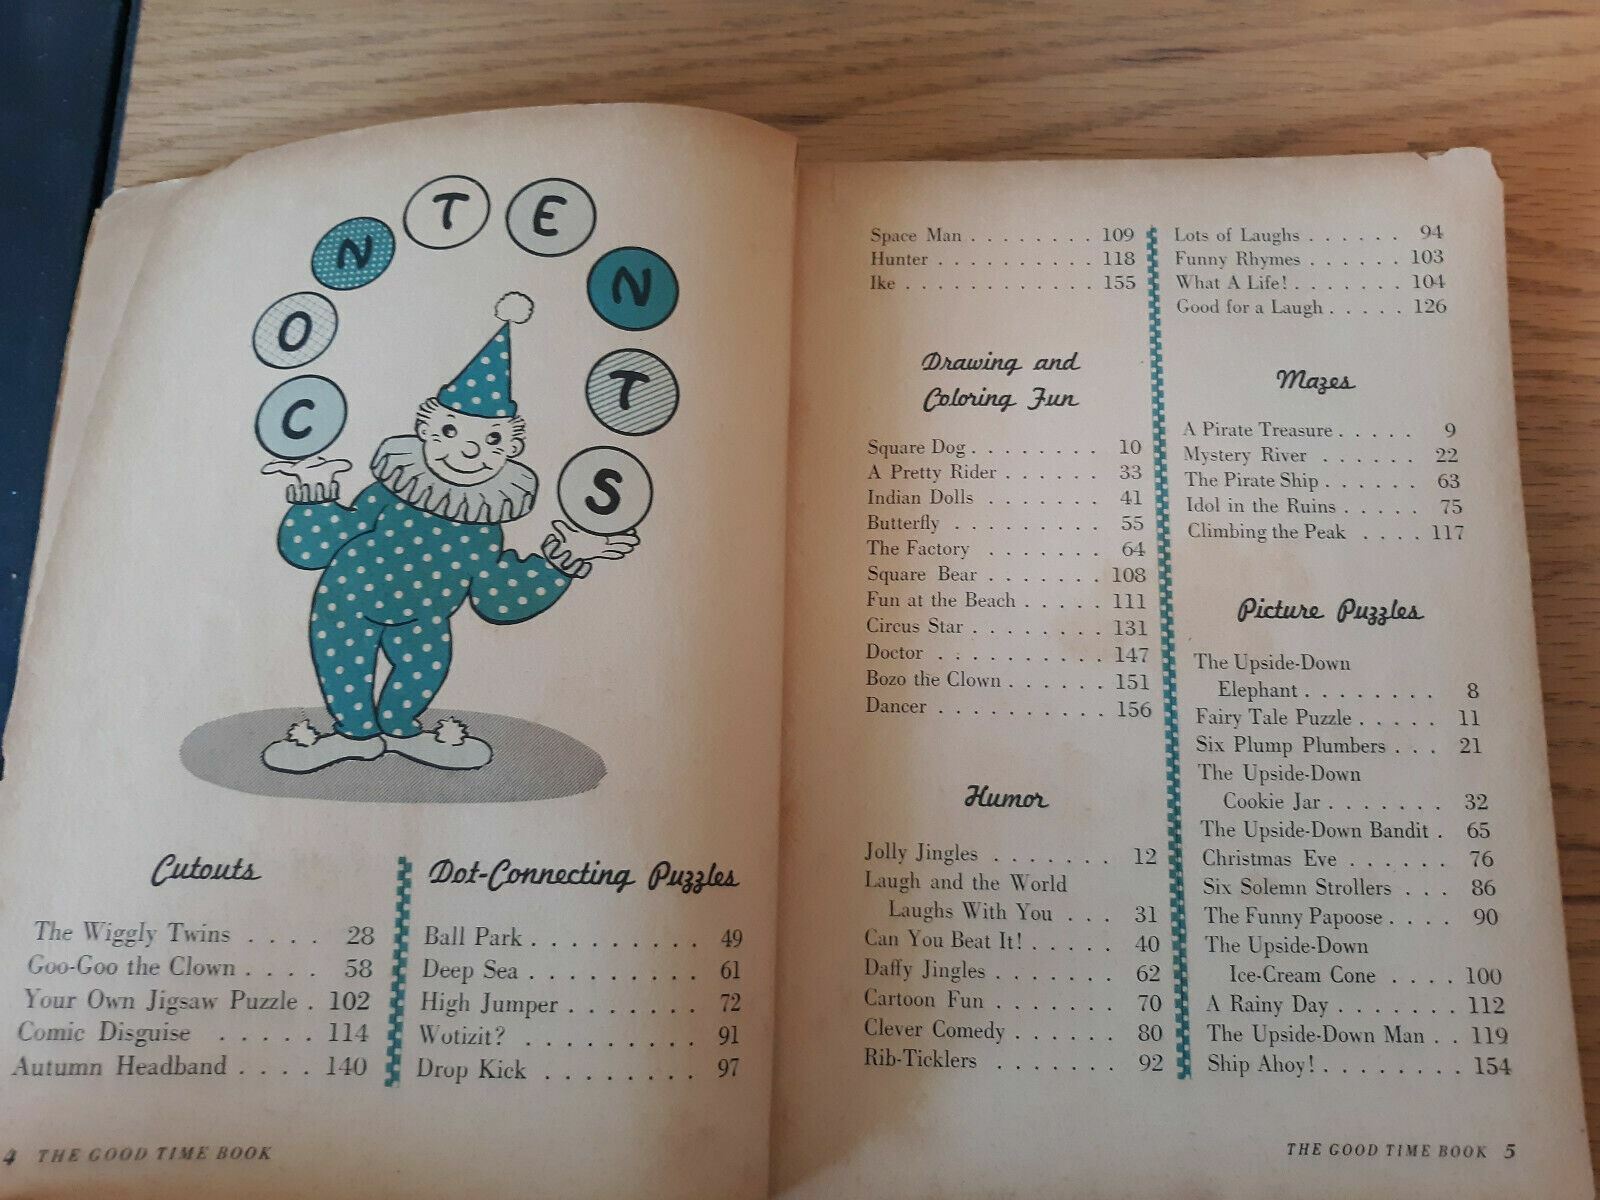 CONTENTS
Cutouts
The Wiggly Twins . . . . 28
Goo-Goo the Clown . . . . 58
Your Own Jigsaw Puzzle . 102
Comic Disguise . . . . . 114
Autumn Headband . . . . 140
Dot-Connecting Puzzles
Ball Park . . . . . . . . . 49
Deep Sea . . . . . . . . . 61
High Jumper . . . . . . . 72
Wotizit? . . . . . . . . . 91
Drop Kick . . . . . . . . 97
4 THE GOOD TIME BOOK
Space Man . . . . . . . . 109
Hunter . . . . . . . . . . 118
Ike . . . . . . . . . . . . 155
Drawing and
Coloring Fun
Square Dog . . . . . . . . 10
A Pretty Rider . . . . . . 33
Indian Dolls . . . . . . . 41
Butterfly . . . . . . . . . 55
The Factory . . . . . . . 64
Square Bear . . . . . . . 108
Fun at the Beach . . . . . 111
Circus Star . . . . . . . . 131
Doctor . . . . . . . . . . 147
Bozo the Clown . . . . . . 151
Dancer . . . . . . . . . . 156
Humor
Jolly Jingles . . . . . . . 12
Laugh and the World
Laughs With You . . . 31
Can You Beat It! . . . . . 40
Daffy Jingles . . . . . . . 62
Cartoon Fun . . . . . . . 70
Clever Comedy . . . . . . 80
Rib-Ticklers . . . . . . . 92
Lots of Laughs . . . . . . 94
Funny Rhymes . . . . . . 103
What A Life! . . . . . . . 104
Good for a Laugh . . . . . 126
Mazes
A Pirate Treasure . . . . . 9
Mystery River . . . . . . 22
The Pirate Ship . . . . . . 63
Idol in the Ruins . . . . . 75
Climbing the Peak . . . . 117
Picture Puzzles
The Upside-Down
Elephant . . . . . . . . 8
Fairy Tale Puzzle . . . . . 11
Six Plump Plumbers . . . 21
The Upside-Down
Cookie Jar . . . . . . . 32
The Upside-Down Bandit . 65
Christmas Eve . . . . . . 76
Six Solemn Strollers . . . 86
The Funny Papoose . . . . 90
The Upside-Down
Ice-Cream Cone . . . . 100
A Rainy Day . . . . . . . 112
The Upside-Down Man . . 119
Ship Ahoy! . . . . . . . . 154
THE GOOD TIME BOOK 5